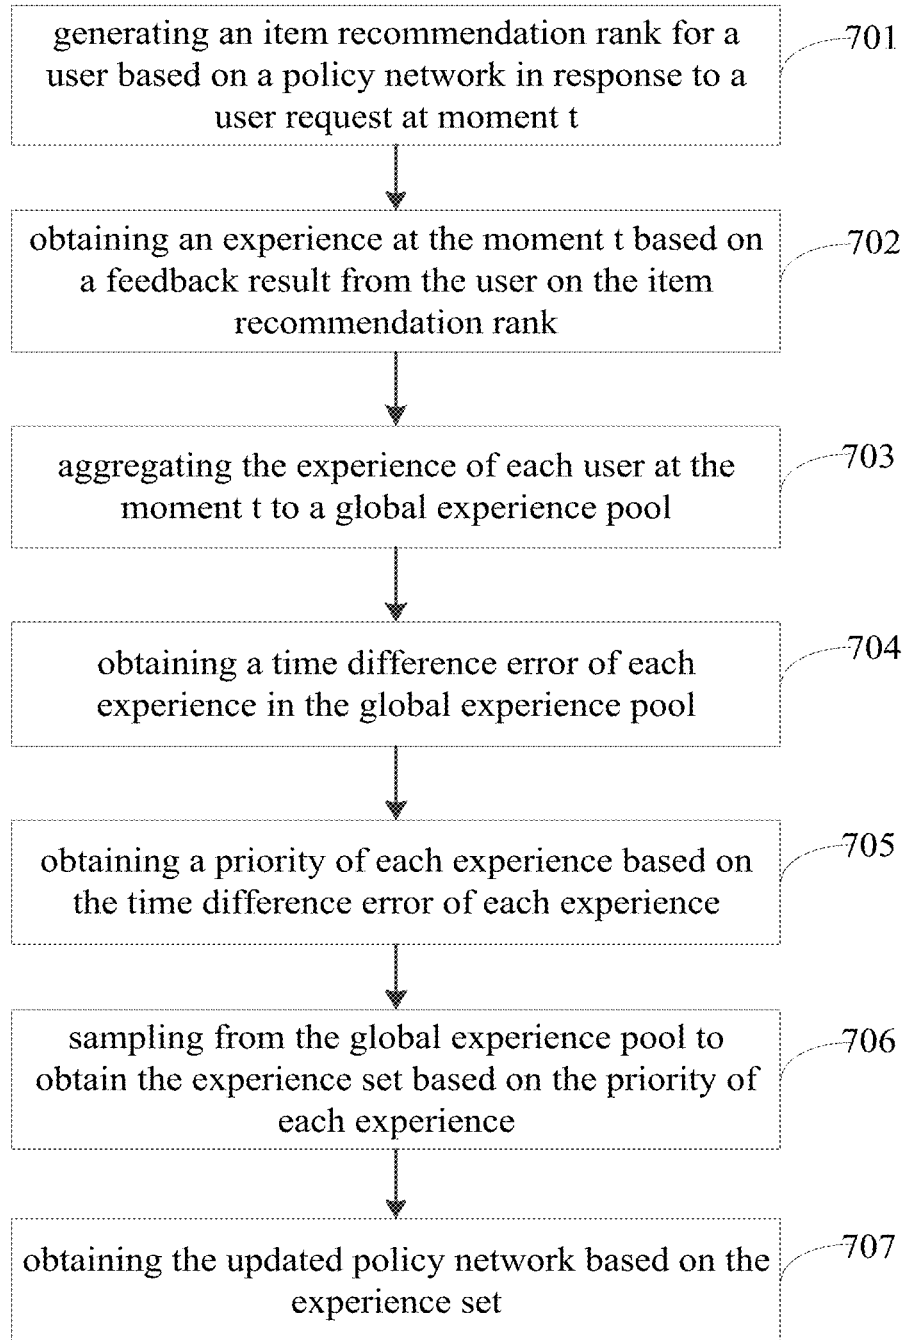 generating an item recommendation rank for a
user based on a policy network in response to a
user request at moment t
701
obtaining an experience at the moment t based on
a feedback result from the user on the item
recommendation rank
702
aggregating the experience of each user at the
moment t to a global experience pool
703
obtaining a time difference error of each
experience in the global experience pool
704
obtaining a priority of each experience based on
the time difference error of each experience
705
sampling from the global experience pool to
obtain the experience set based on the priority of
each experience
706
obtaining the updated policy network based on the
experience set
707